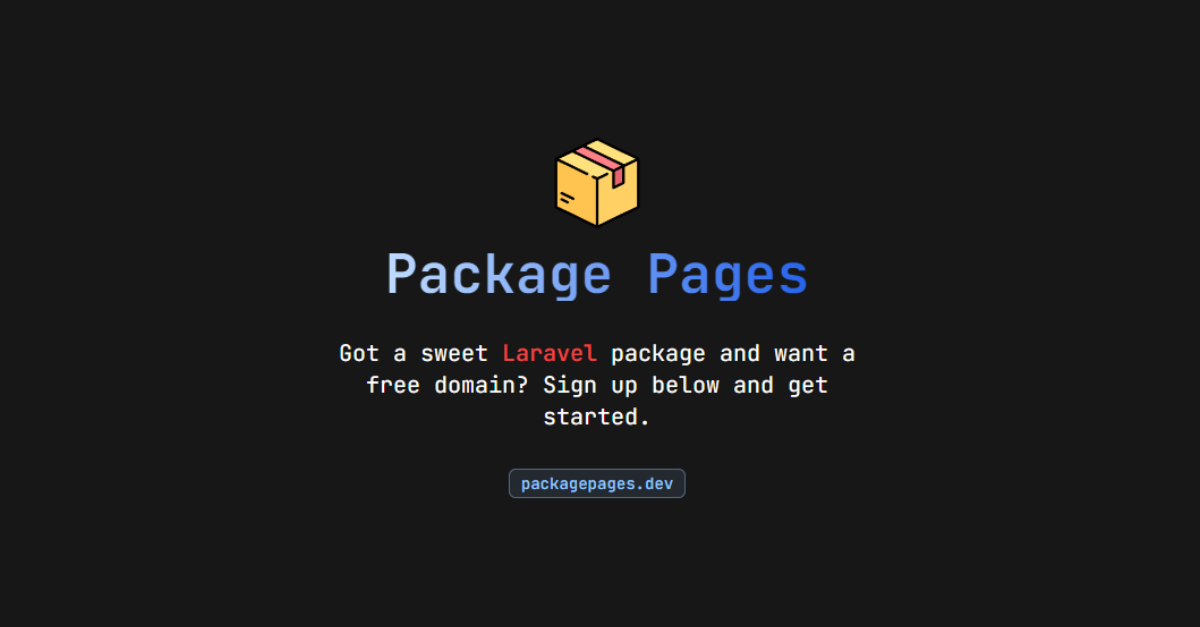 Package Pages
Got a sweet Laravel package and want a
free domain? Sign up below and get
started.
packagepages.dev